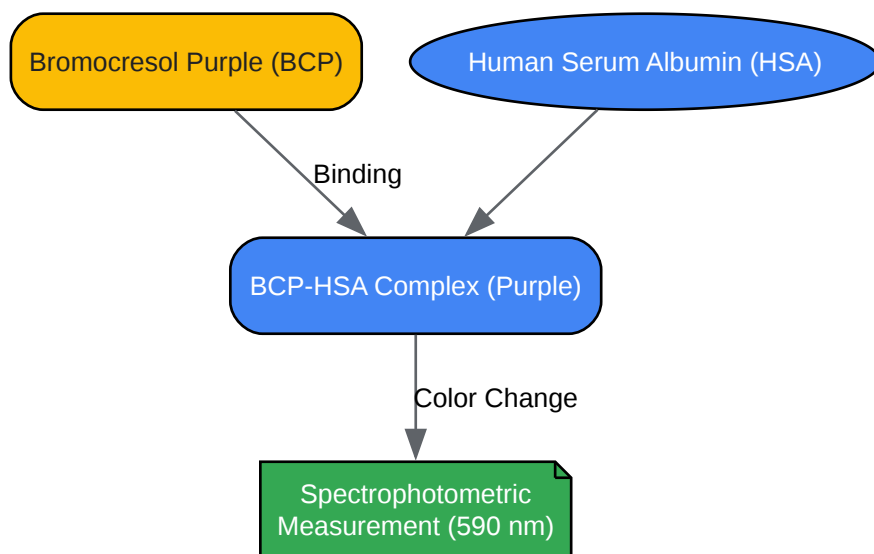 Bromocresol Purple (BCP)
Human Serum Albumin (HSA)
Binding
BCP-HSA Complex (Purple)
Color Change
Spectrophotometric
Measurement (590 nm)